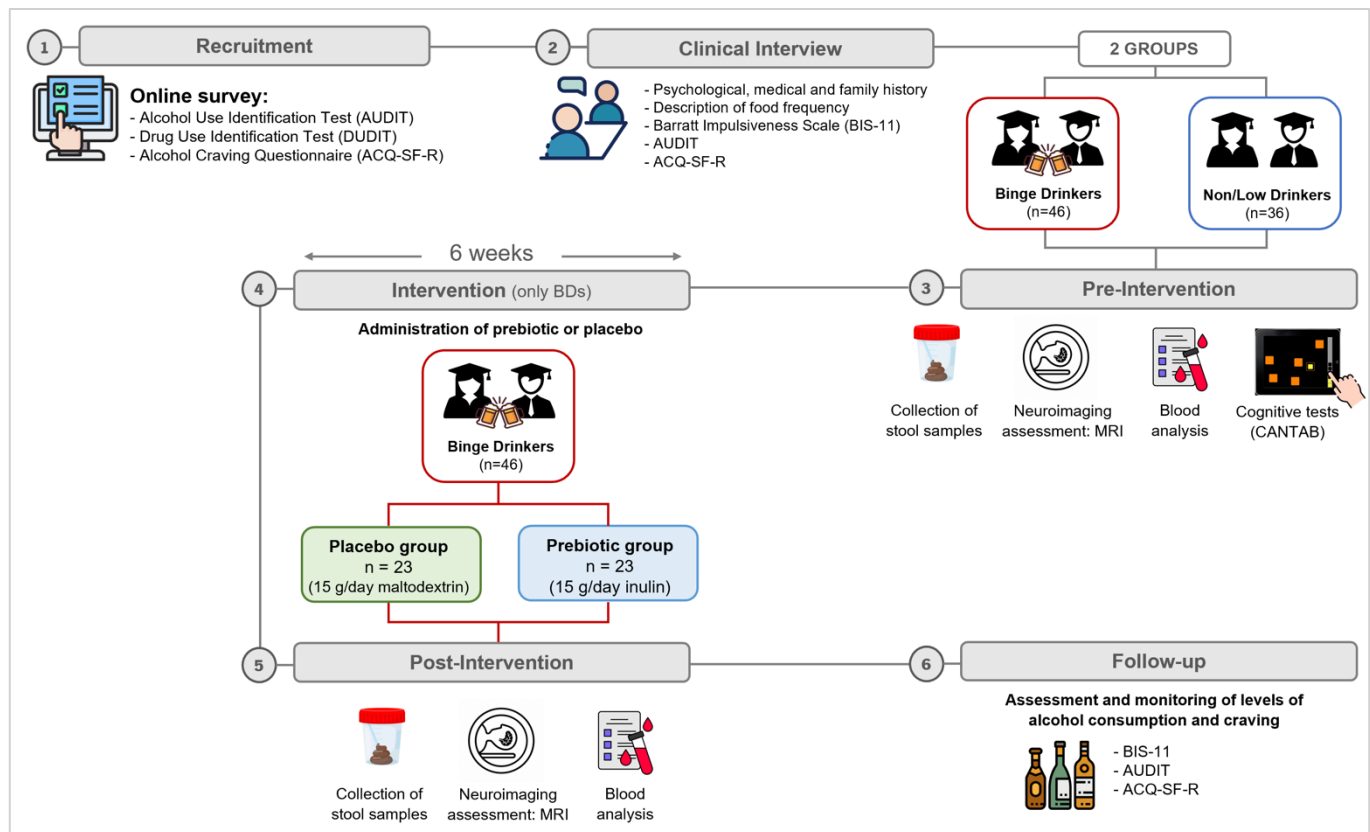 1
Recruitment
Online survey:
- Alcohol Use Identification Test (AUDIT)
- Drug Use Identification Test (DUDIT)
- Alcohol Craving Questionnaire (ACQ-SF-R)
2
Clinical Interview
- Psychological, medical and family history
- Description of food frequency
- Barratt Impulsiveness Scale (BIS-11)
- AUDIT
- ACQ-SF-R
2 GROUPS
Binge Drinkers
(n=46)
Non/Low Drinkers
(n=36)
3
Pre-Intervention
Collection of
stool samples
Neuroimaging
assessment: MRI
Blood
analysis
Cognitive tests
(CANTAB)
6 weeks
4
Intervention (only BDs)
Administration of prebiotic or placebo
Binge Drinkers
(n=46)
Placebo group
n = 23
(15 g/day maltodextrin)
Prebiotic group
n = 23
(15 g/day inulin)
5
Post-Intervention
Collection of
stool samples
Neuroimaging
assessment: MRI
Blood
analysis
6
Follow-up
Assessment and monitoring of levels of
alcohol consumption and craving
- BIS-11
- AUDIT
- ACQ-SF-R